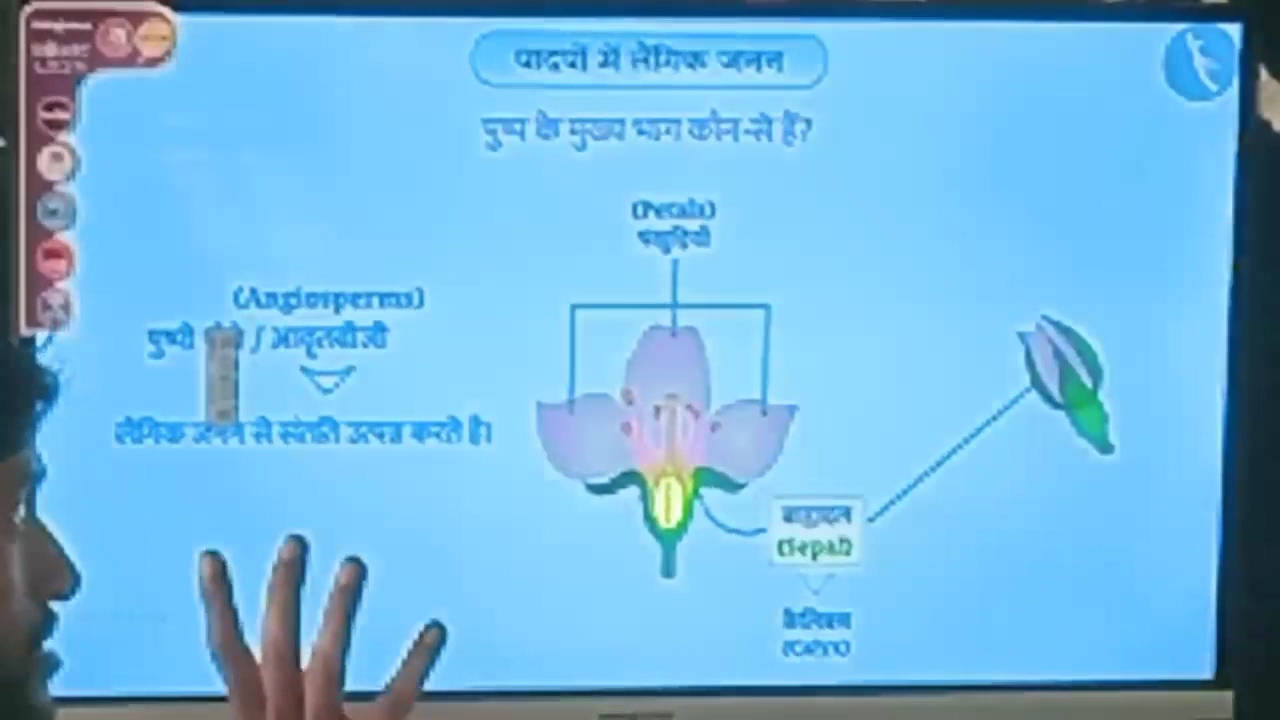 पादपों में लैंगिक जनन
पुष्प के मुख्य भाग कौन-से हैं?
(Petals)
पंखुड़ियाँ
(Angiosperms)
पुष्पी / आवृतबीजी
लैंगिक जनन से संतति उत्पन्न करते है।
बाह्यदल
(Sepal)
कैलिक्स
(Calyx)